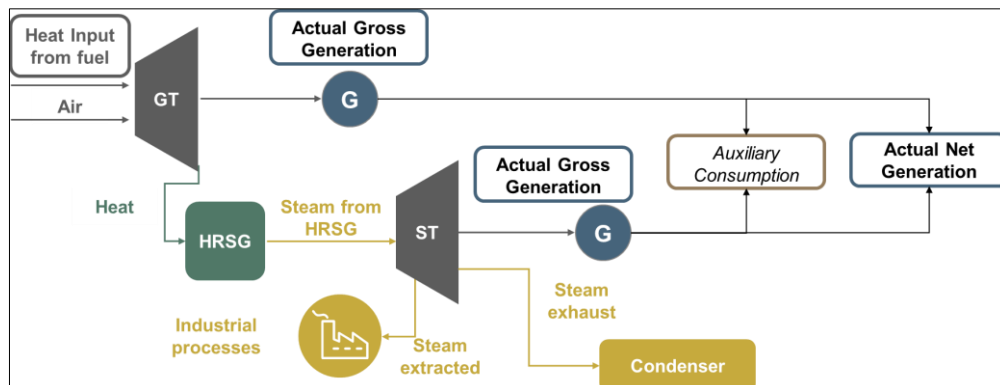 Heat Input
from fuel
Air
GT
Actual Gross
Generation
G
Heat
HRSG
Steam from
HRSG
ST
Actual Gross
Generation
G
Auxiliary
Consumption
Actual Net
Generation
Industrial
processes
Steam
extracted
Steam
exhaust
Condenser